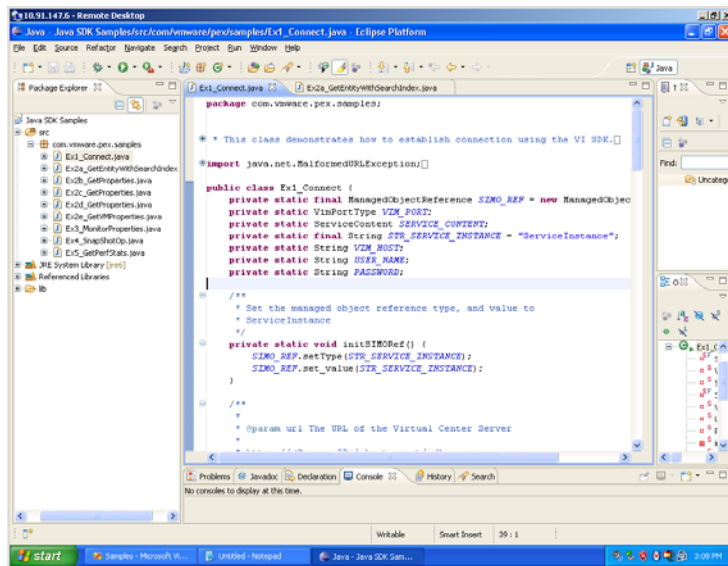 10.91.147.6 - Remote Desktop
Java - Java SDK Samples/src/com/vmware/pex/samples/Ex1_Connect.java - Eclipse Platform
File Edit Source Refactor Navigate Search Project Run Window Help
Java
Package Explorer
Ex1_Connect.java
Ex2a_GetEntityWithSearchIndex.java
Java SDK Samples
src
com.vmware.pex.samples
Ex1_Connect.java
Ex2a_GetEntityWithSearchIndex
Ex2b_GetProperties.java
Ex2c_GetProperties.java
Ex2d_GetProperties.java
Ex2e_GetVMProperties.java
Ex3_MonitorProperties.java
Ex4_SnapShotOp.java
Ex5_GetPerfStats.java
JRE System Library [jre6]
Referenced Libraries
lib
package com.vmware.pex.samples;
* This class demonstrates how to establish connection using the VI SDK.
import java.net.MalformedURLException;
public class Ex1_Connect {
private static final ManagedObjectReference SIMO_REF = new ManagedObjec
private static VimPortType VIM_PORT;
private static ServiceContent SERVICE_CONTENT;
private static final String STR_SERVICE_INSTANCE = "ServiceInstance";
private static String VIM_HOST;
private static String USER_NAME;
private static String PASSWORD;
/**
* Set the managed object reference type, and value to
* ServiceInstance
*/
private static void initSIMORef() {
SIMO_REF.setType(STR_SERVICE_INSTANCE);
SIMO_REF.set_value(STR_SERVICE_INSTANCE);
}
/**
*
* @param url The URL of the Virtual Center Server
*
Find:
Uncateg
Ex1_C
Problems Javadoc Declaration Console History Search
No consoles to display at this time.
Writable Smart Insert 39 : 1
start
Samples - Microsoft Vi...
Untitled - Notepad
Java - Java SDK Sam...
3:08 PM